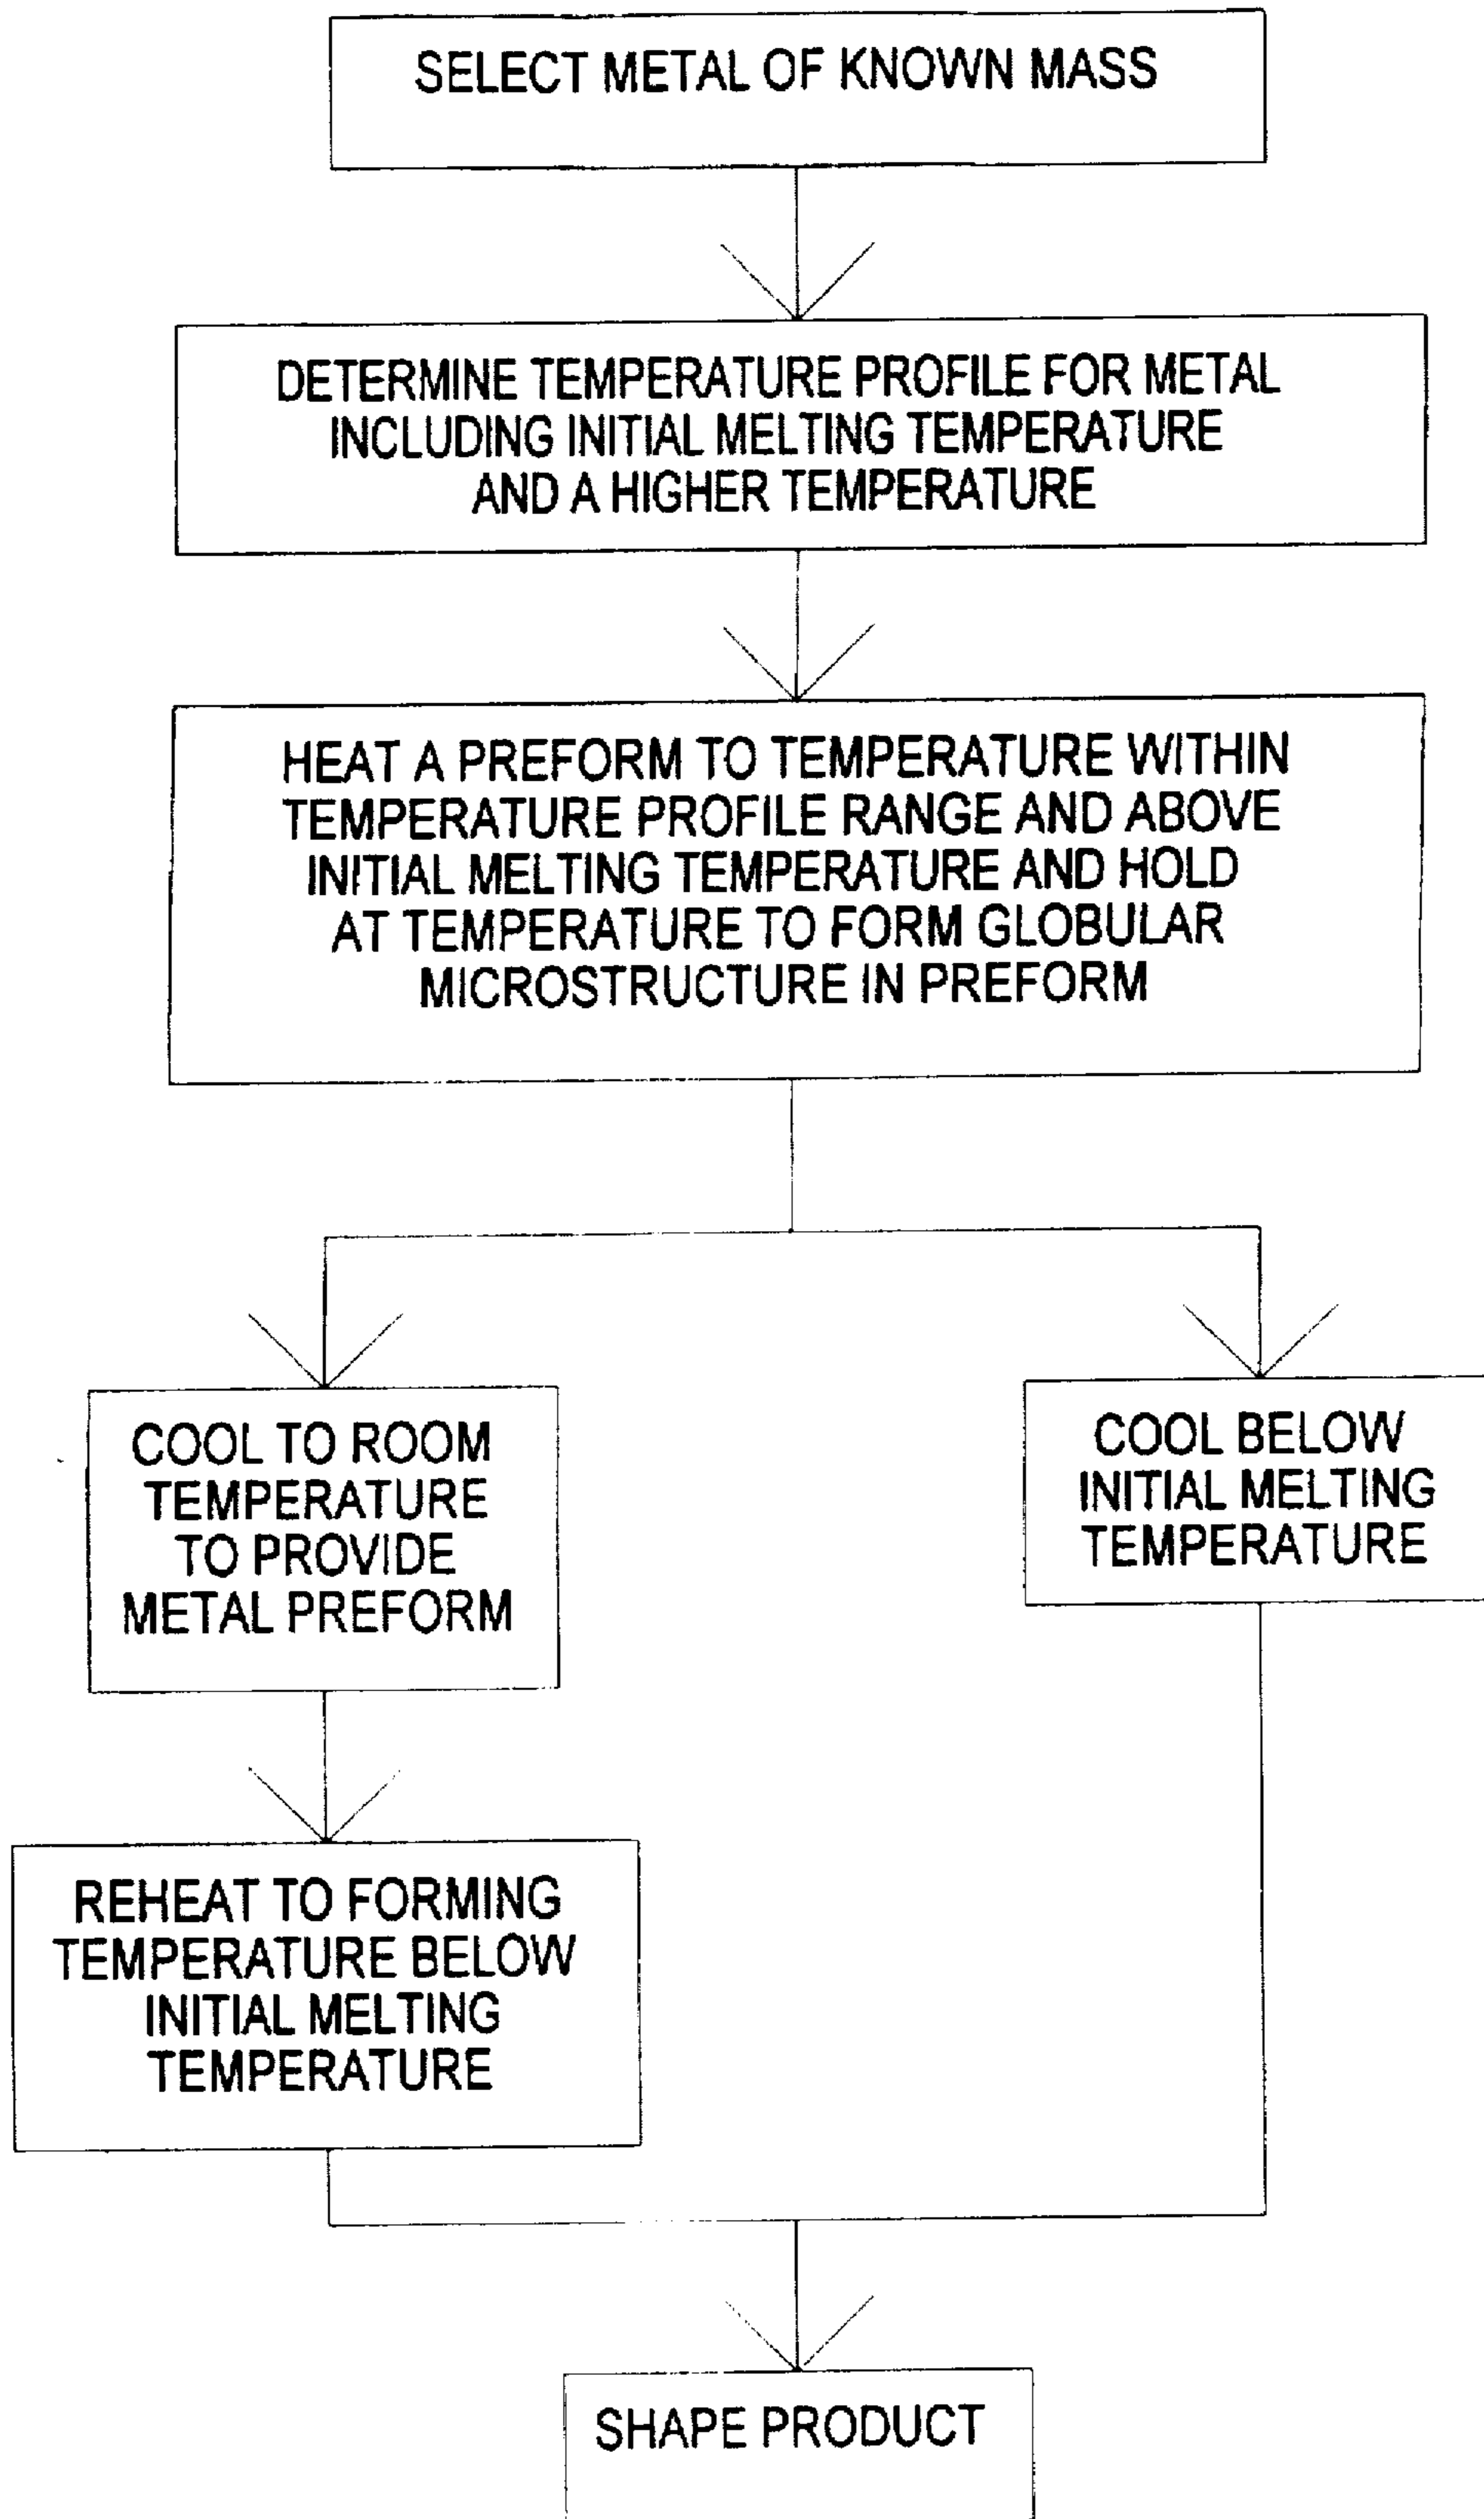 SELECT METAL OF KNOWN MASS
DETERMINE TEMPERATURE PROFILE FOR METAL
INCLUDING INITIAL MELTING TEMPERATURE
AND A HIGHER TEMPERATURE
HEAT A PREFORM TO TEMPERATURE WITHIN
TEMPERATURE PROFILE RANGE AND ABOVE
INITIAL MELTING TEMPERATURE AND HOLD
AT TEMPERATURE TO FORM GLOBULAR
MICROSTRUCTURE IN PREFORM
COOL TO ROOM
TEMPERATURE
TO PROVIDE
METAL PREFORM
COOL BELOW
INITIAL MELTING
TEMPERATURE
REHEAT TO FORMING
TEMPERATURE BELOW
INITIAL MELTING
TEMPERATURE
SHAPE PRODUCT